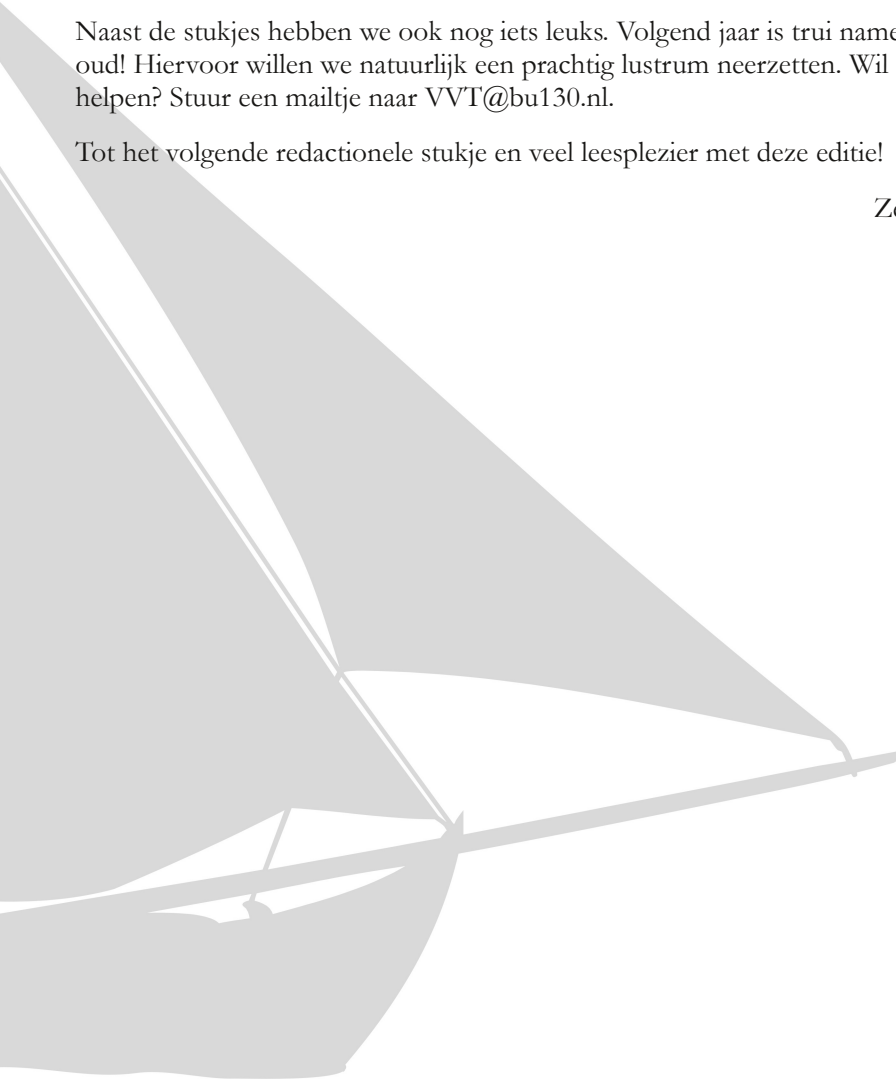 Naast de stukjes hebben we ook nog iets leuks. Volgend jaar is trui
oud! Hiervoor willen we natuurlijk een prachtig lustrum neerzetten. Wil
helpen? Stuur een mailtje naar VVT@bu130.nl.
Tot het volgende redactionele stukje en veel leesplezier met deze editie!